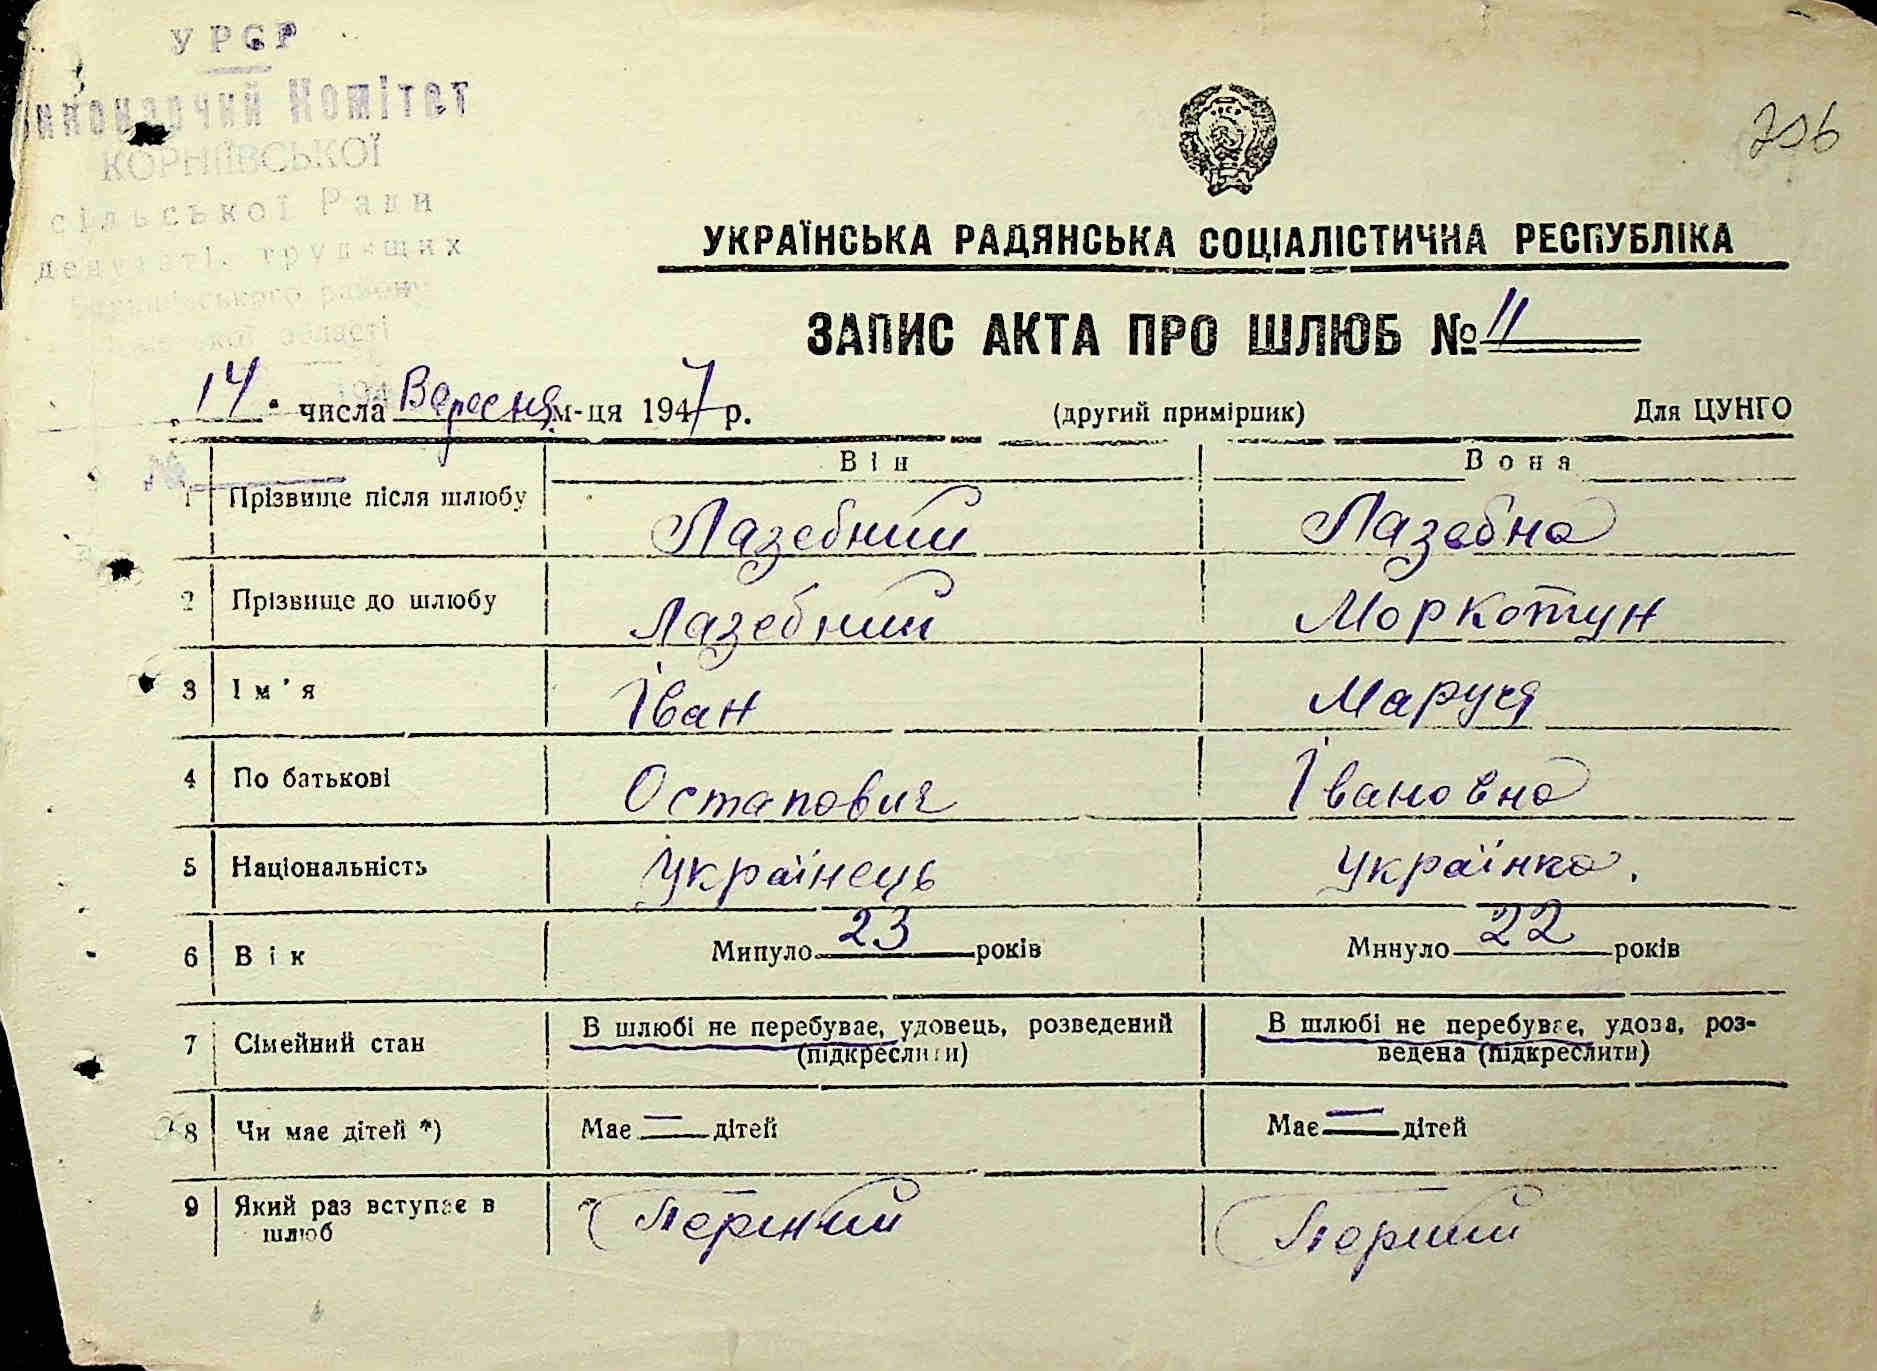 УРСР
Виконавчий Комітет
КОРНІЇВСЬКОЇ
сільської Ради
депутаті. трудящих
району
області
206
УКРАЇНСЬКА РАДЯНСЬКА СОЦІАЛІСТИЧНА РЕСПУБЛІКА
ЗАПИС АКТА ПРО ШЛЮБ № 11
14 числа Вересня м-ця 1947 р. (другий примірник) Для ЦУНГО
Він Вона
1 Прізвище після шлюбу Лазебний Лазебна
2 Прізвище до шлюбу Лазебний Моркотун
3 Ім'я Іван Маруся
4 По батькові Остапович Івановна
5 Національність Українець Українка.
6 Вік Минуло 23 років Минуло 22 років
7 Сімейний стан В шлюбі не перебуває, удовець, розведений (підкреслити) В шлюбі не перебуває, удова, розведена (підкреслити)
8 Чи має дітей *) Має — дітей Має — дітей
9 Який раз вступає в шлюб Перший Перший